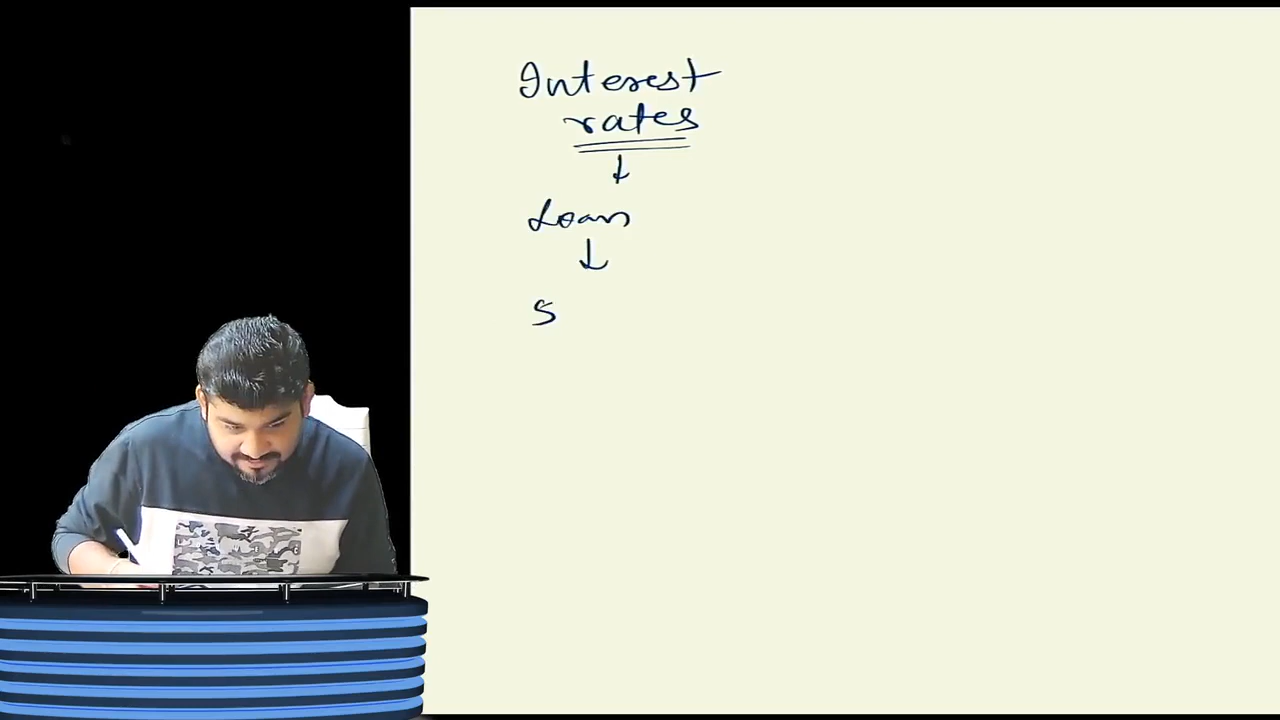 Interest
rates
↓
Loan
↓
S